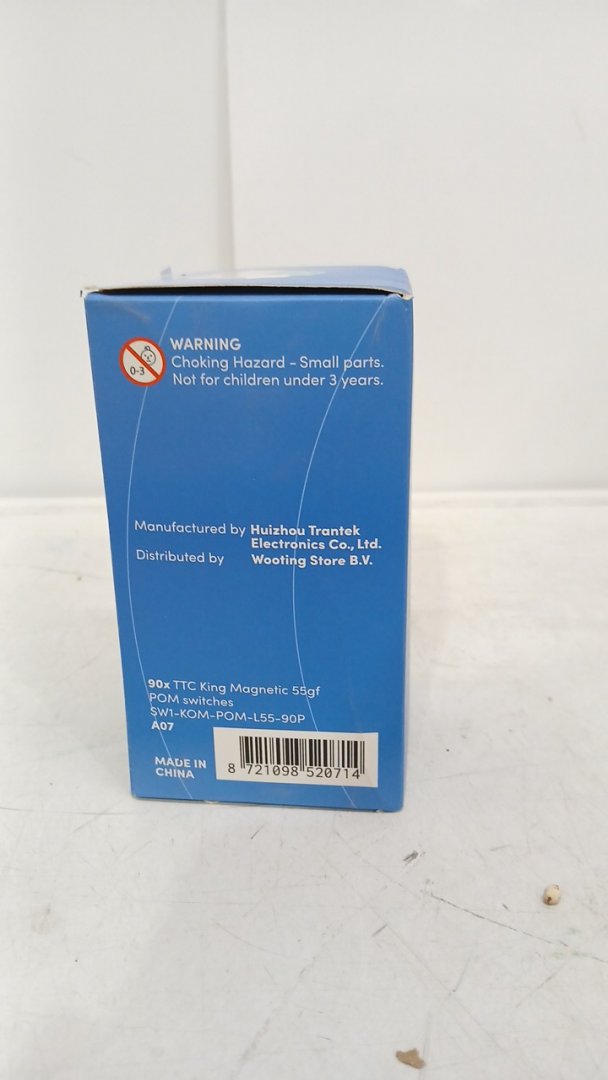 WARNING
0-3
Choking Hazard - Small parts.
Not for children under 3 years.
Manufactured by Huizhou Trantek
Electronics Co., Ltd.
Distributed by Wooting Store B.V.
90x TTC King Magnetic 55gf
POM switches
SW1-KOM-POM-L55-90P
A07
MADE IN
CHINA
8 721098 520714